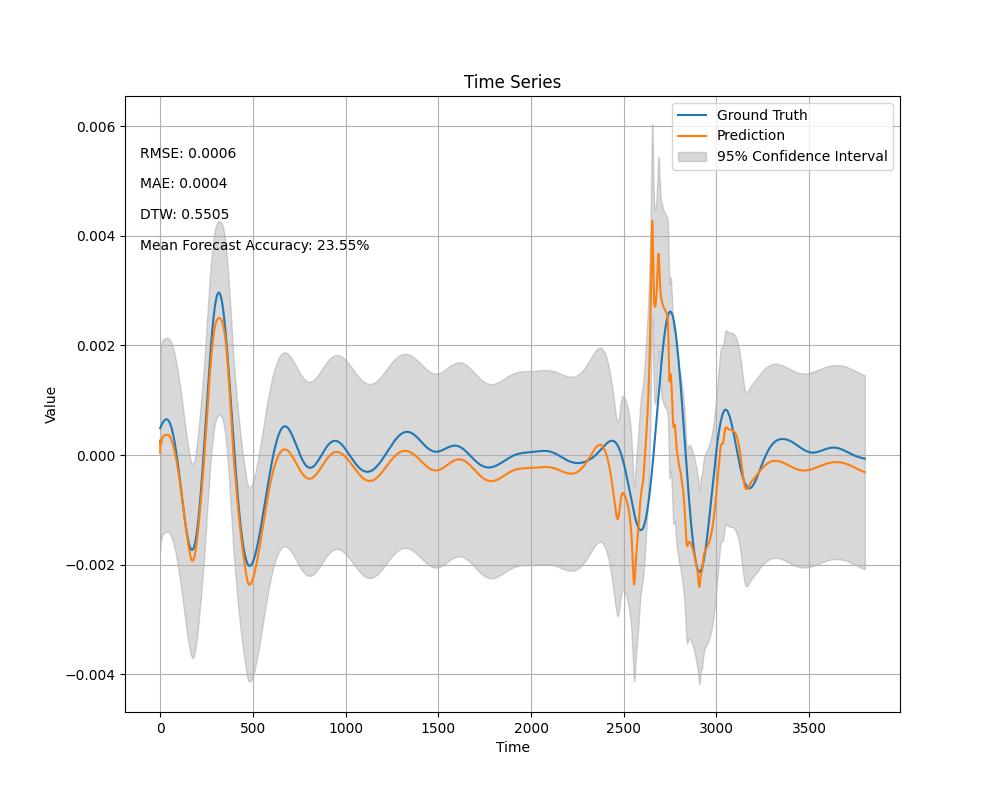 Time Series
Ground Truth
Prediction
95% Confidence Interval
RMSE: 0.0006
MAE: 0.0004
DTW: 0.5505
Mean Forecast Accuracy: 23.55%
Value
0.006
0.004
0.002
0.000
−0.002
−0.004
0 500 1000 1500 2000 2500 3000 3500
Time